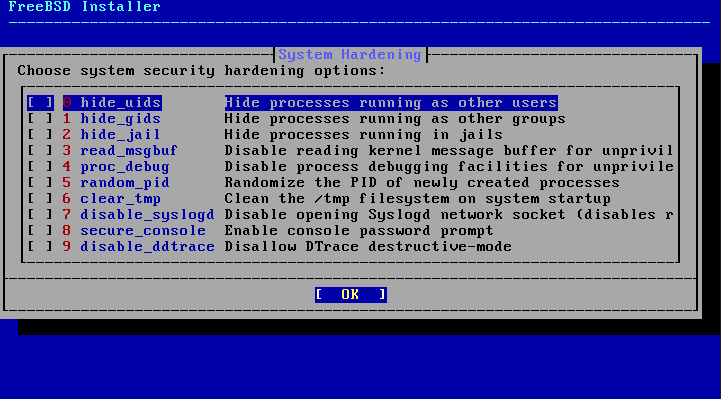 FreeBSD Installer
System Hardening
Choose system security hardening options:
[ ] 0 hide_uids Hide processes running as other users
[ ] 1 hide_gids Hide processes running as other groups
[ ] 2 hide_jail Hide processes running in jails
[ ] 3 read_msgbuf Disable reading kernel message buffer for unprivil
[ ] 4 proc_debug Disable process debugging facilities for unprivile
[ ] 5 random_pid Randomize the PID of newly created processes
[ ] 6 clear_tmp Clean the /tmp filesystem on system startup
[ ] 7 disable_syslogd Disable opening Syslogd network socket (disables r
[ ] 8 secure_console Enable console password prompt
[ ] 9 disable_ddtrace Disallow DTrace destructive-mode
[ OK ]